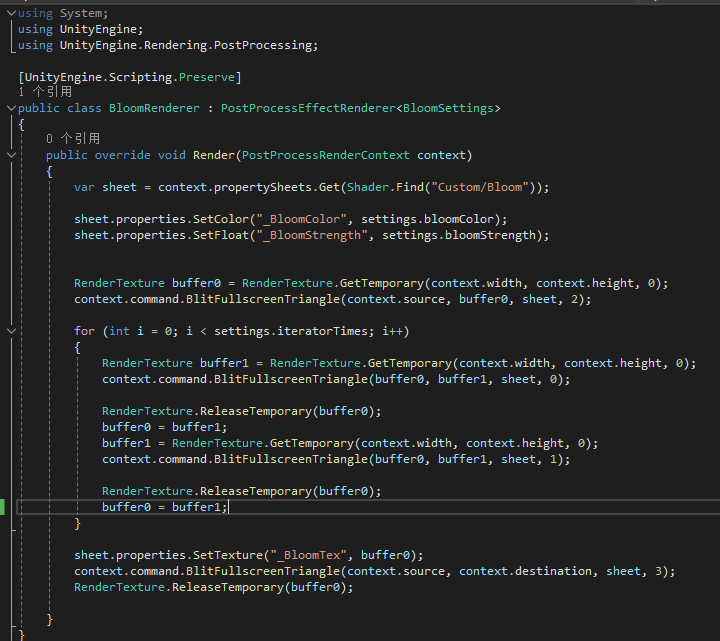 using System;
using UnityEngine;
using UnityEngine.Rendering.PostProcessing;
[UnityEngine.Scripting.Preserve]
1 个引用
public class BloomRenderer : PostProcessEffectRenderer<BloomSettings>
{
0 个引用
public override void Render(PostProcessRenderContext context)
{
var sheet = context.propertySheets.Get(Shader.Find("Custom/Bloom"));
sheet.properties.SetColor("_BloomColor", settings.bloomColor);
sheet.properties.SetFloat("_BloomStrength", settings.bloomStrength);
RenderTexture buffer0 = RenderTexture.GetTemporary(context.width, context.height, 0);
context.command.BlitFullscreenTriangle(context.source, buffer0, sheet, 2);
for (int i = 0; i < settings.iteratorTimes; i++)
{
RenderTexture buffer1 = RenderTexture.GetTemporary(context.width, context.height, 0);
context.command.BlitFullscreenTriangle(buffer0, buffer1, sheet, 0);
RenderTexture.ReleaseTemporary(buffer0);
buffer0 = buffer1;
buffer1 = RenderTexture.GetTemporary(context.width, context.height, 0);
context.command.BlitFullscreenTriangle(buffer0, buffer1, sheet, 1);
RenderTexture.ReleaseTemporary(buffer0);
buffer0 = buffer1;
}
sheet.properties.SetTexture("_BloomTex", buffer0);
context.command.BlitFullscreenTriangle(context.source, context.destination, sheet, 3);
RenderTexture.ReleaseTemporary(buffer0);
}
}